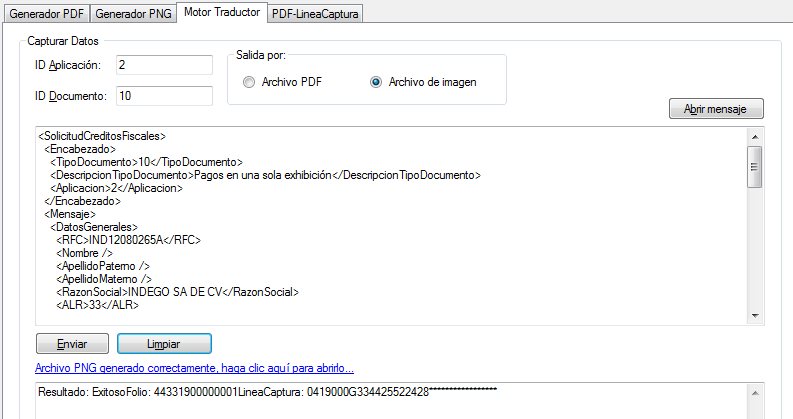 Generador PDF Generador PNG Motor Traductor PDF-LineaCaptura
Capturar Datos
ID Aplicación: 2
Salida por:
Archivo PDF Archivo de imagen
ID Documento: 10
Abrir mensaje
<SolicitudCreditosFiscales>
<Encabezado>
<TipoDocumento>10</TipoDocumento>
<DescripcionTipoDocumento>Pagos en una sola exhibición</DescripcionTipoDocumento>
<Aplicacion>2</Aplicacion>
</Encabezado>
<Mensaje>
<DatosGenerales>
<RFC>IND12080265A</RFC>
<Nombre />
<ApellidoPaterno />
<ApellidoMaterno />
<RazonSocial>INDEGO SA DE CV</RazonSocial>
<ALR>33</ALR>
Enviar Limpiar
Archivo PNG generado correctamente, haga clic aquí para abrirlo...
Resultado: ExitosoFolio: 44331900000001LineaCaptura: 0419000G334425522428*****************